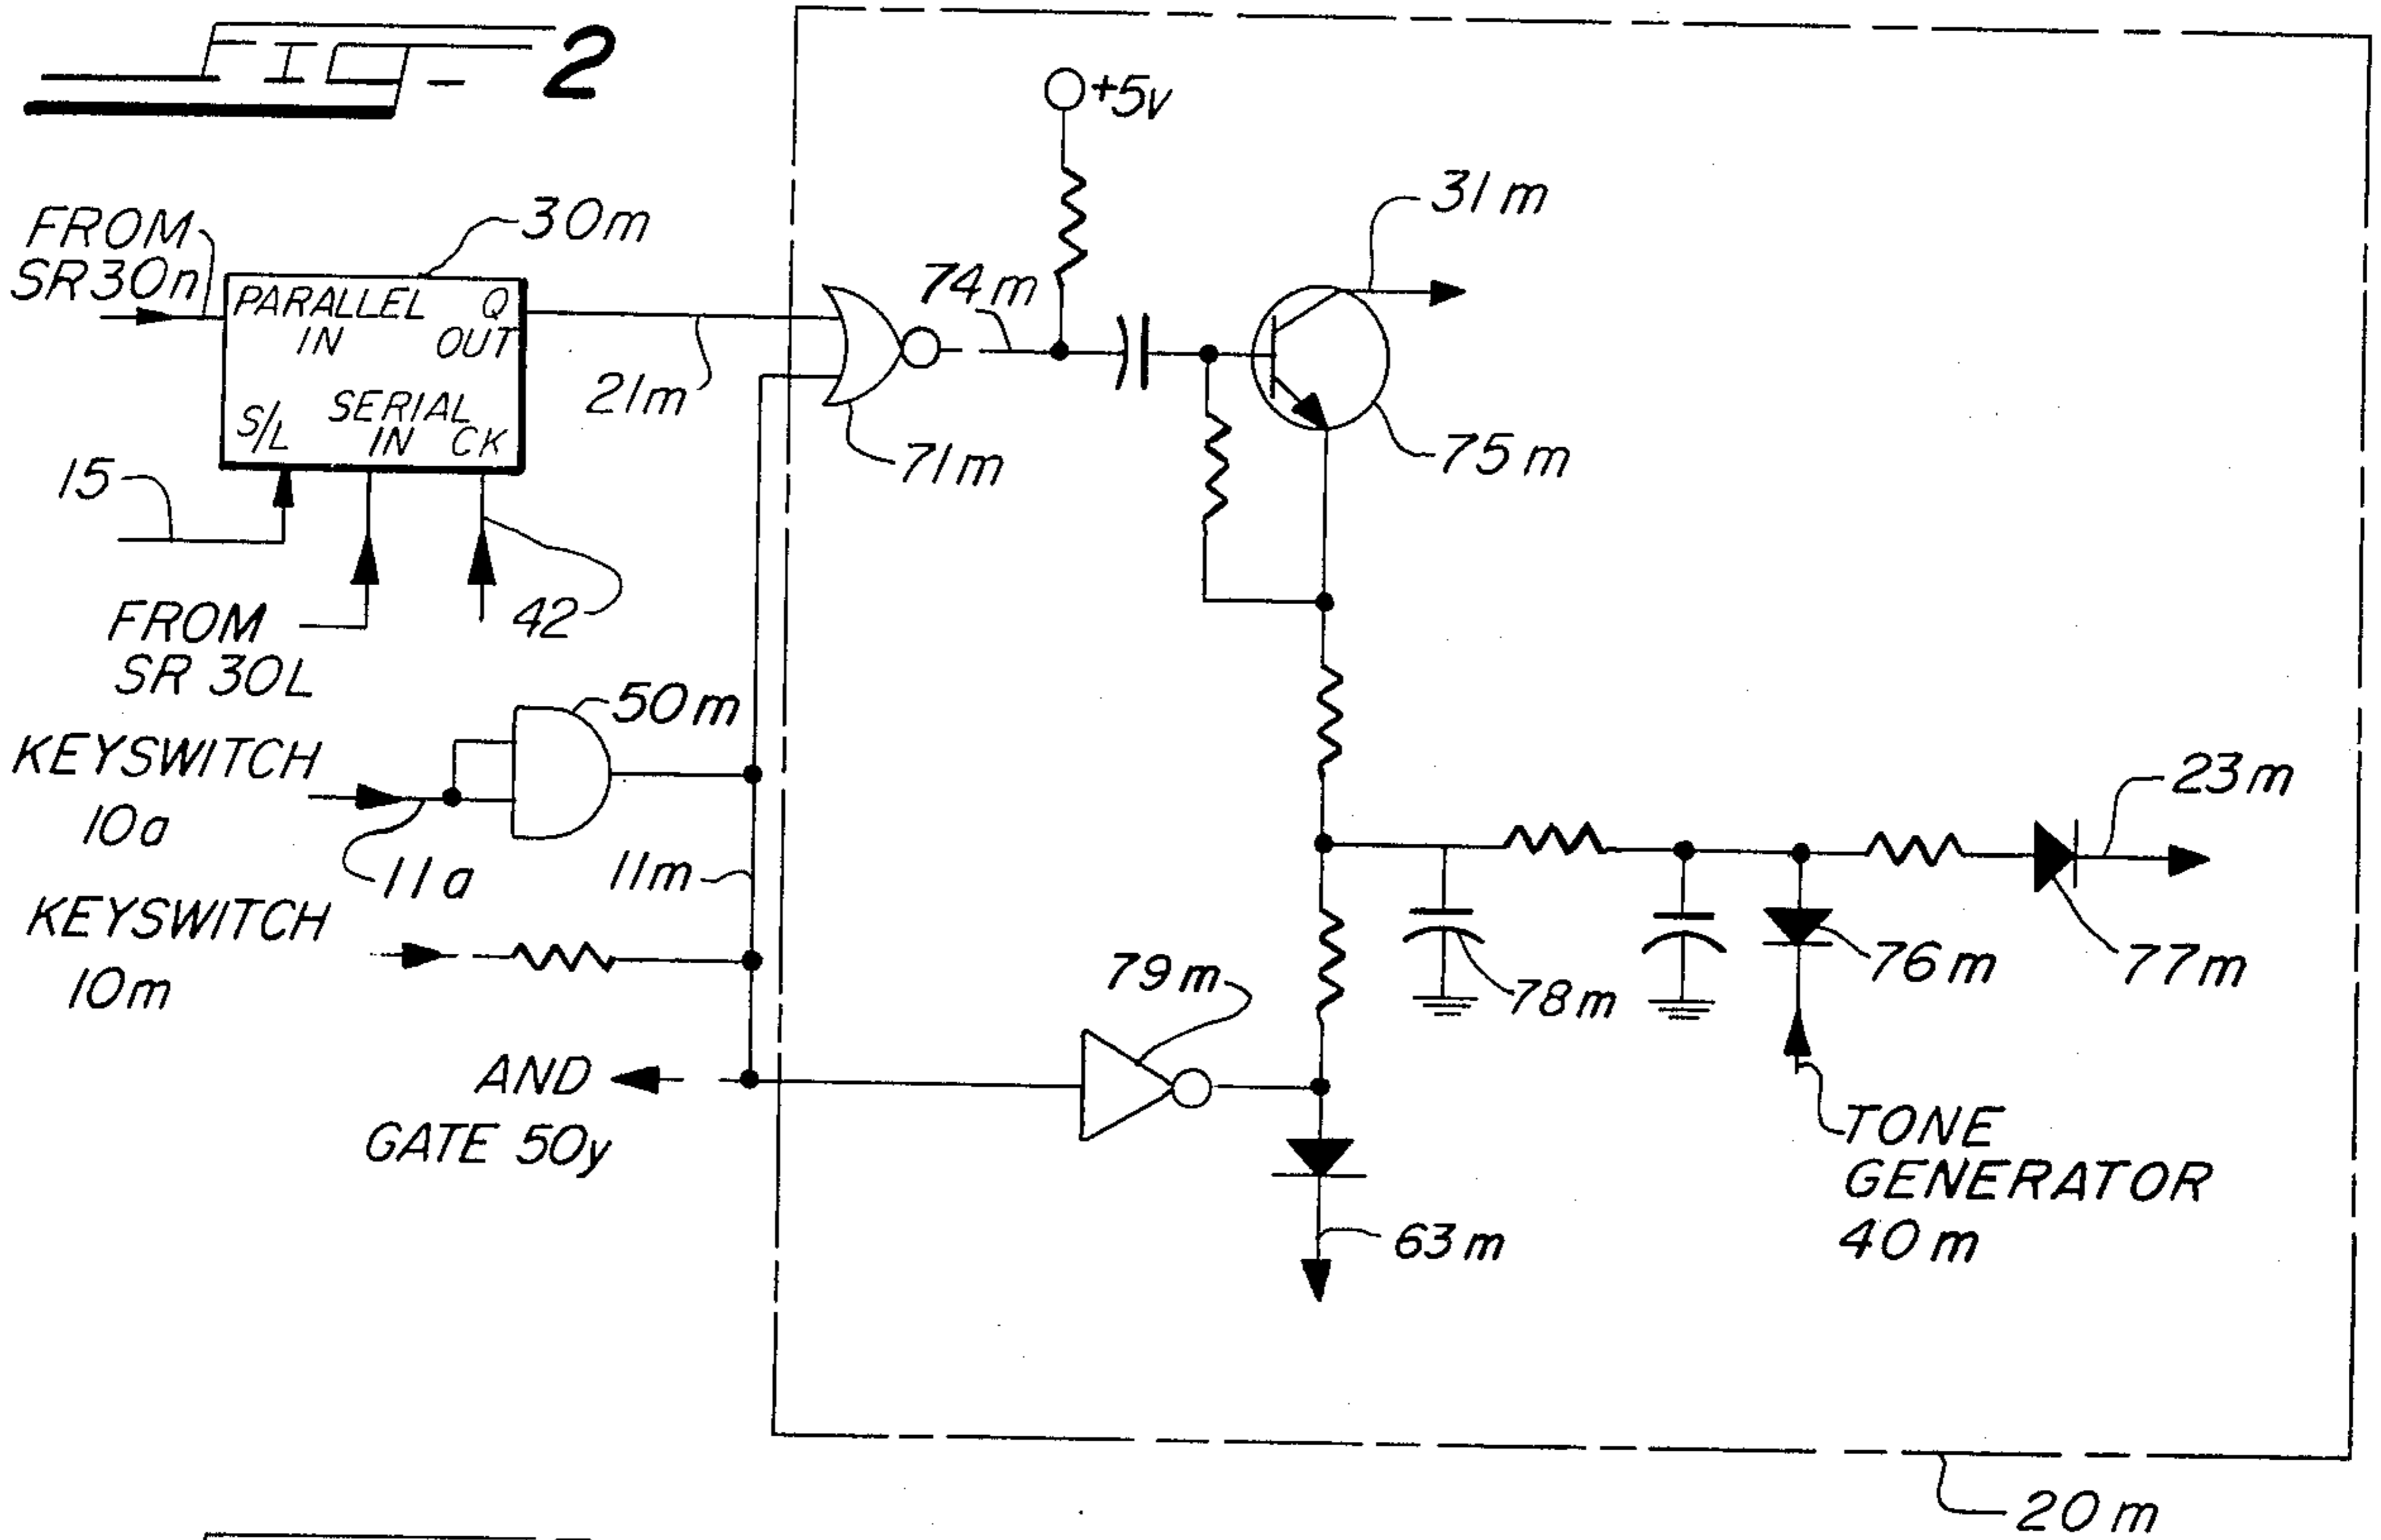 FIG-2
+5v
31m
FROM
SR30n
30m
PARALLEL
IN
Q
OUT
S/L
SERIAL
IN
CK
74m
21m
71m
75m
15
42
FROM
SR 30L
50m
KEYSWITCH
10a
11a
11m
23m
KEYSWITCH
10m
79m
78m
76m
77m
AND
GATE 50y
TONE
GENERATOR
40m
63m
20m